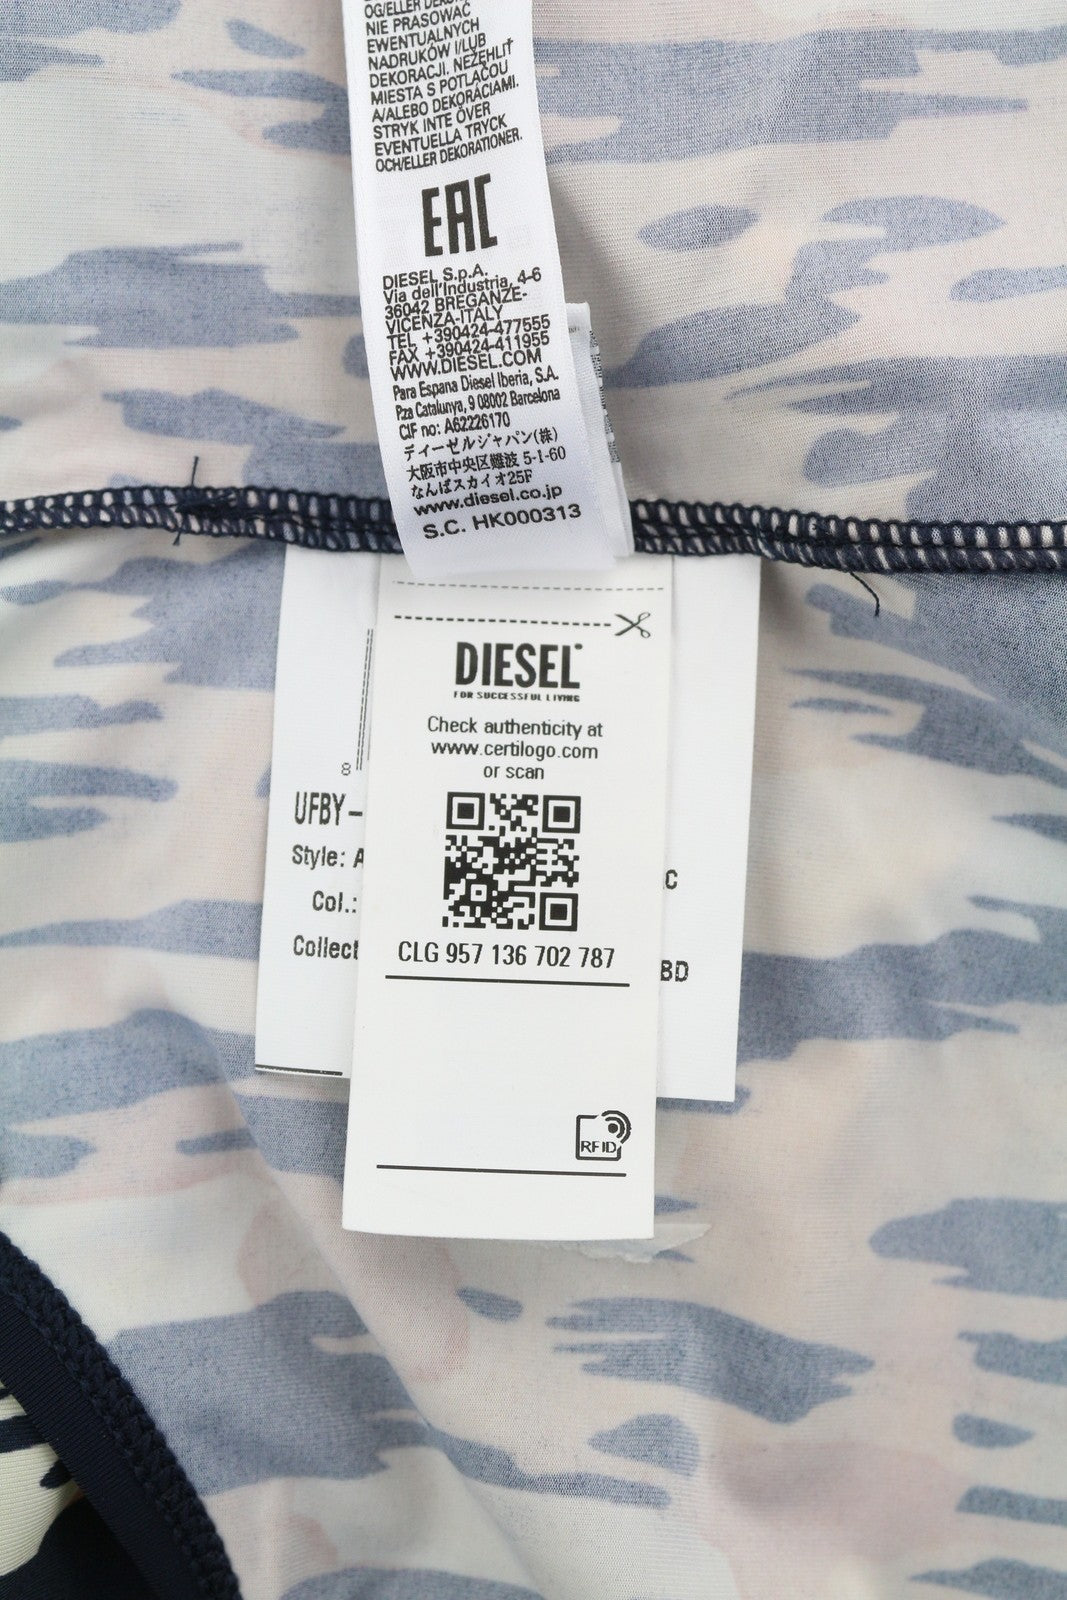 OG/ELLER
NIE PRASOWAĆ
EWENTUALNYCH
NADRUKÓW I/LUB
DEKORACJI. NEŽEHLIŤ
MIESTA S POTLAČOU
A/ALEBO DEKORÁCIAMI.
STRYK INTE ÖVER
EVENTUELLA TRYCK
OCH/ELLER DEKORATIONER.
EAC
DIESEL S.p.A.
Via dell'Industria, 4-6
36042 BREGANZE-
VICENZA-ITALY
TEL +390424-477555
FAX +390424-411955
WWW.DIESEL.COM
Para Espana Diesel Iberia, S.A.
Pza Catalunya, 9 08002 Barcelona
CIF no: A62226170
ディーゼルジャパン(株)
大阪市中央区難波 5-1-60
なんばスカイオ25F
www.diesel.co.jp
S.C. HK000313
DIESEL
FOR SUCCESSFUL LIVING
Check authenticity at
www.certilogo.com
or scan
CLG 957 136 702 787
RFID
8
UFBY-
Style: A
C
Col.:
Collect
BD